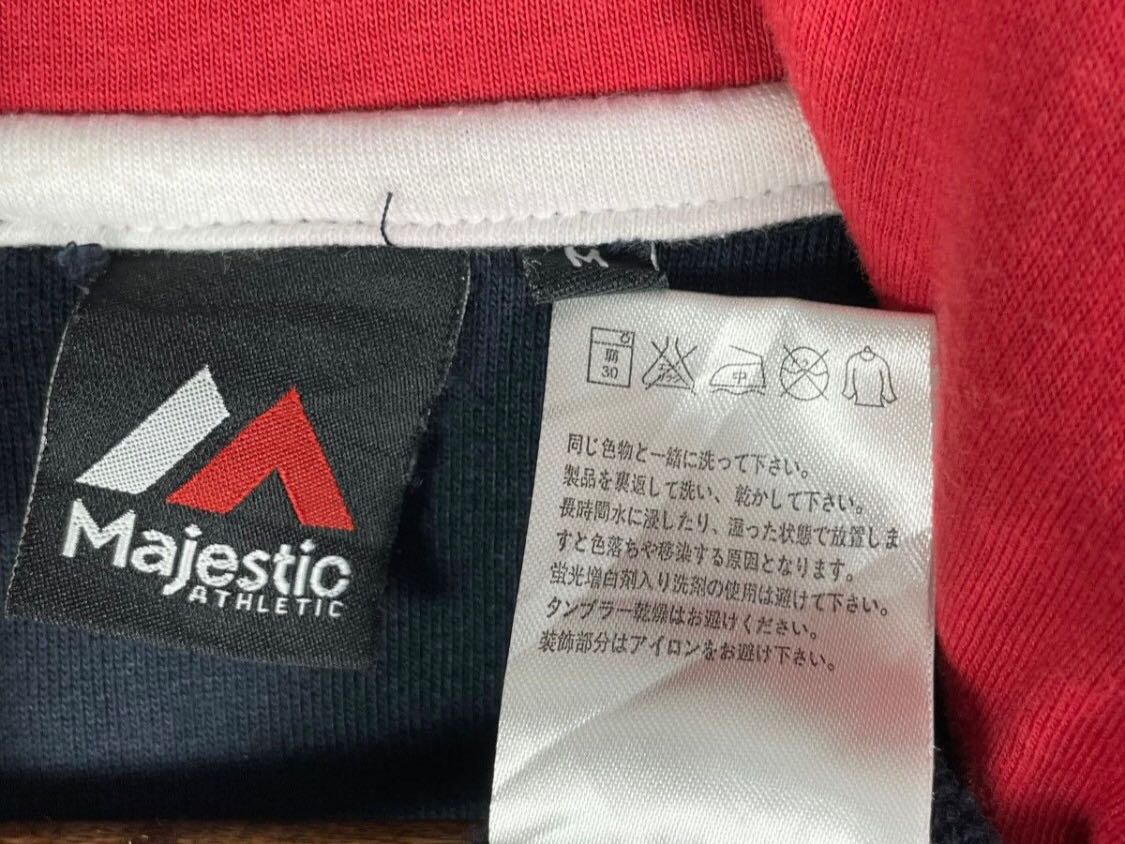 Majestic
ATHLETIC
M
弱
30
中
同じ色物と一緒に洗って下さい。
製品を裏返して洗い、乾かして下さい。
長時間水に浸したり、湿った状態で放置しま
すと色落ちや移染する原因となります。
蛍光増白剤入り洗剤の使用は避けて下さい。
タンブラー乾燥はお避けください。
装飾部分はアイロンをお避け下さい。